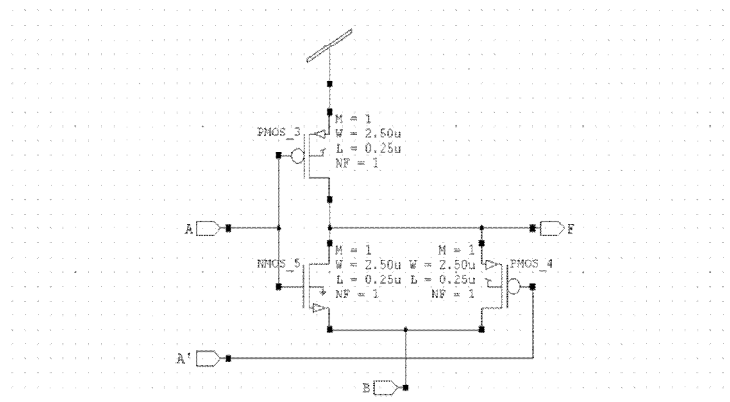 M = 1
PMOS_3
W = 2.50u
L = 0.25u
NF = 1
A
F
M = 1 M = 1
NMOS_5 W = 2.50u W = 2.50u PMOS_4
L = 0.25u L = 0.25u
NF = 1 NF = 1
A'
B